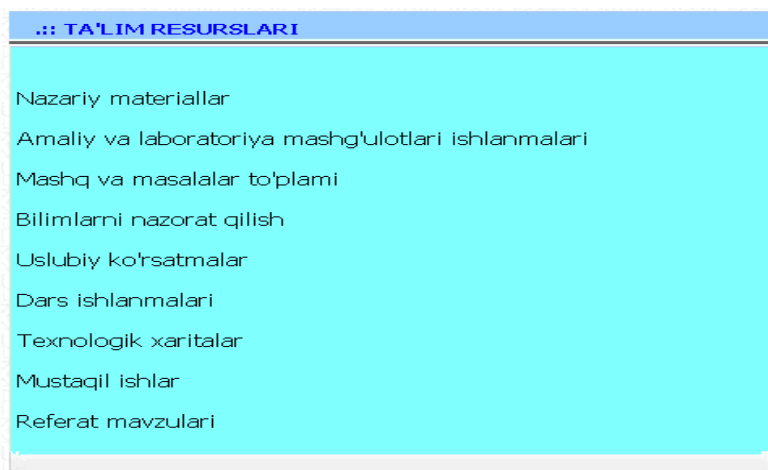 .:: TA'LIM RESURSLARI
Nazariy materiallar
Amaliy va laboratoriya mashg'ulotlari ishlanmalari
Mashq va masalalar to'plami
Bilimlarni nazorat qilish
Uslubiy ko'rsatmalar
Dars ishlanmalari
Texnologik xaritalar
Mustaqil ishlar
Referat mavzulari